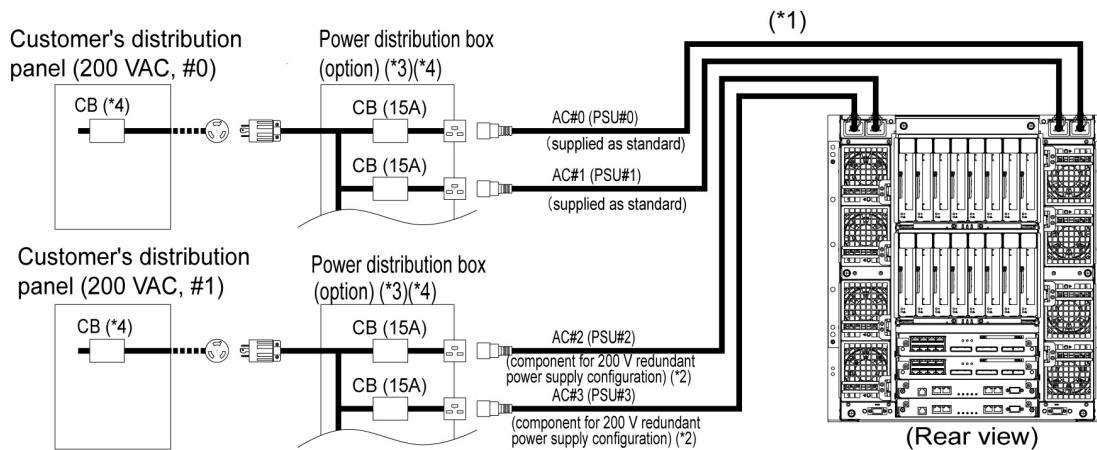 (*1)
Customer's distribution
panel (200 VAC, #0)
Power distribution box
(option) (*3)(*4)
CB (*4)
CB (15A)
AC#0 (PSU#0)
(supplied as standard)
CB (15A)
AC#1 (PSU#1)
(supplied as standard)
Customer's distribution
panel (200 VAC, #1)
Power distribution box
(option) (*3)(*4)
CB (*4)
CB (15A)
AC#2 (PSU#2)
(component for 200 V redundant
power supply configuration) (*2)
CB (15A)
AC#3 (PSU#3)
(component for 200 V redundant
power supply configuration) (*2)
(Rear view)